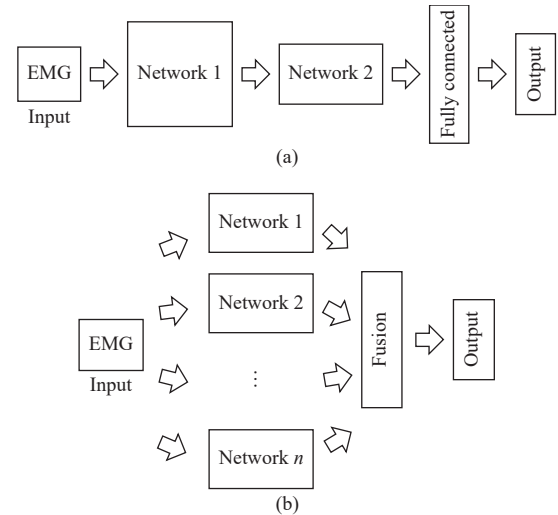 EMG
Network 1
Network 2
Fully connected
Output
Input
(a)
Network 1
Network 2
EMG
Input
⋮
Network n
Fusion
Output
(b)